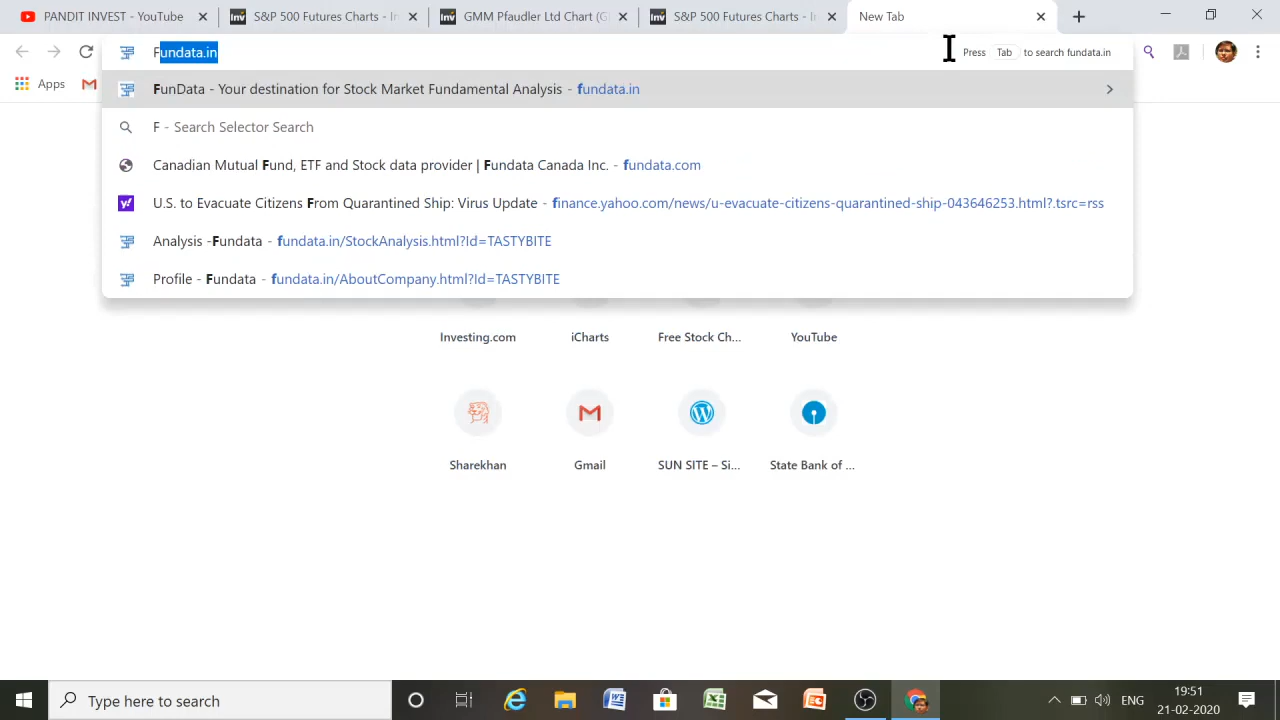 PANDIT INVEST - YouTube
S&P 500 Futures Charts - Inv
GMM Pfaudler Ltd Chart (G
S&P 500 Futures Charts - Inv
New Tab
Fundata.in
Press Tab to search fundata.in
Apps
FunData - Your destination for Stock Market Fundamental Analysis - fundata.in
F - Search Selector Search
Canadian Mutual Fund, ETF and Stock data provider | Fundata Canada Inc. - fundata.com
U.S. to Evacuate Citizens From Quarantined Ship: Virus Update - finance.yahoo.com/news/u-evacuate-citizens-quarantined-ship-043646253.html?.tsrc=rss
Analysis -Fundata - fundata.in/StockAnalysis.html?Id=TASTYBITE
Profile - Fundata - fundata.in/AboutCompany.html?Id=TASTYBITE
Investing.com
iCharts
Free Stock Ch...
YouTube
Sharekhan
Gmail
SUN SITE – Si...
State Bank of ...
Type here to search
ENG
19:51
21-02-2020